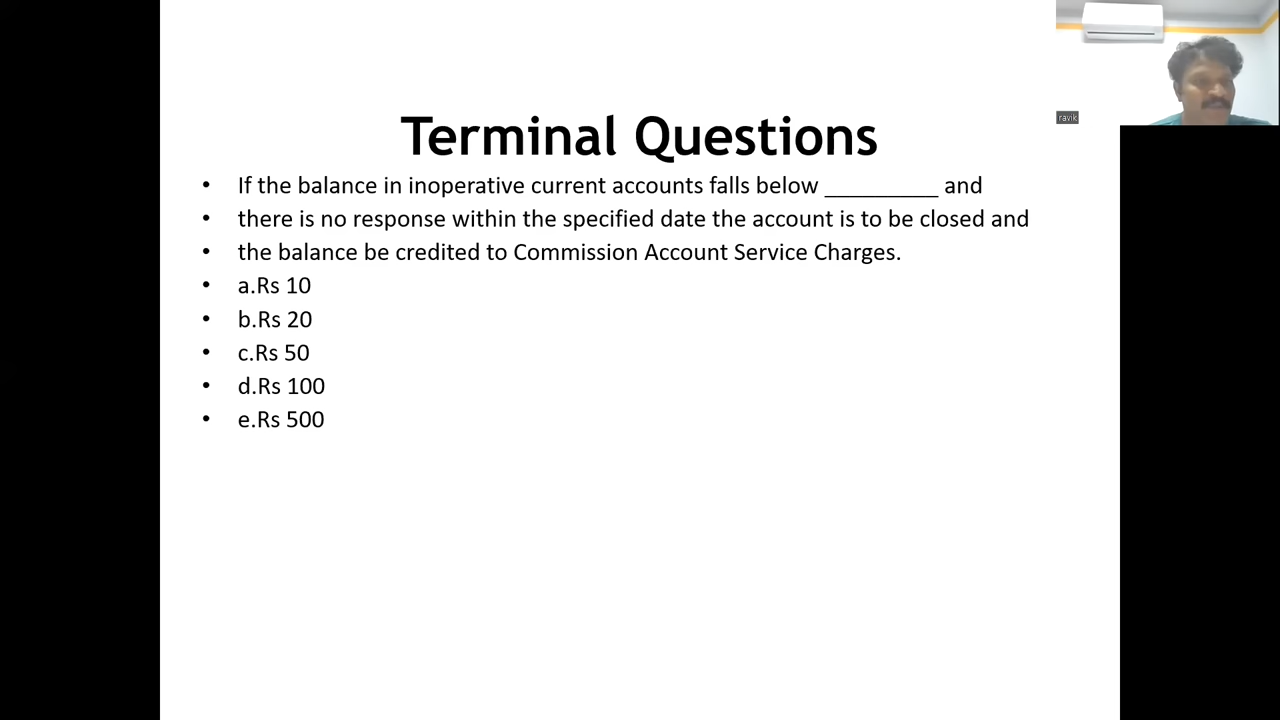 ravik
Terminal Questions
• If the balance in inoperative current accounts falls below _________ and
• there is no response within the specified date the account is to be closed and
• the balance be credited to Commission Account Service Charges.
• a.Rs 10
• b.Rs 20
• c.Rs 50
• d.Rs 100
• e.Rs 500